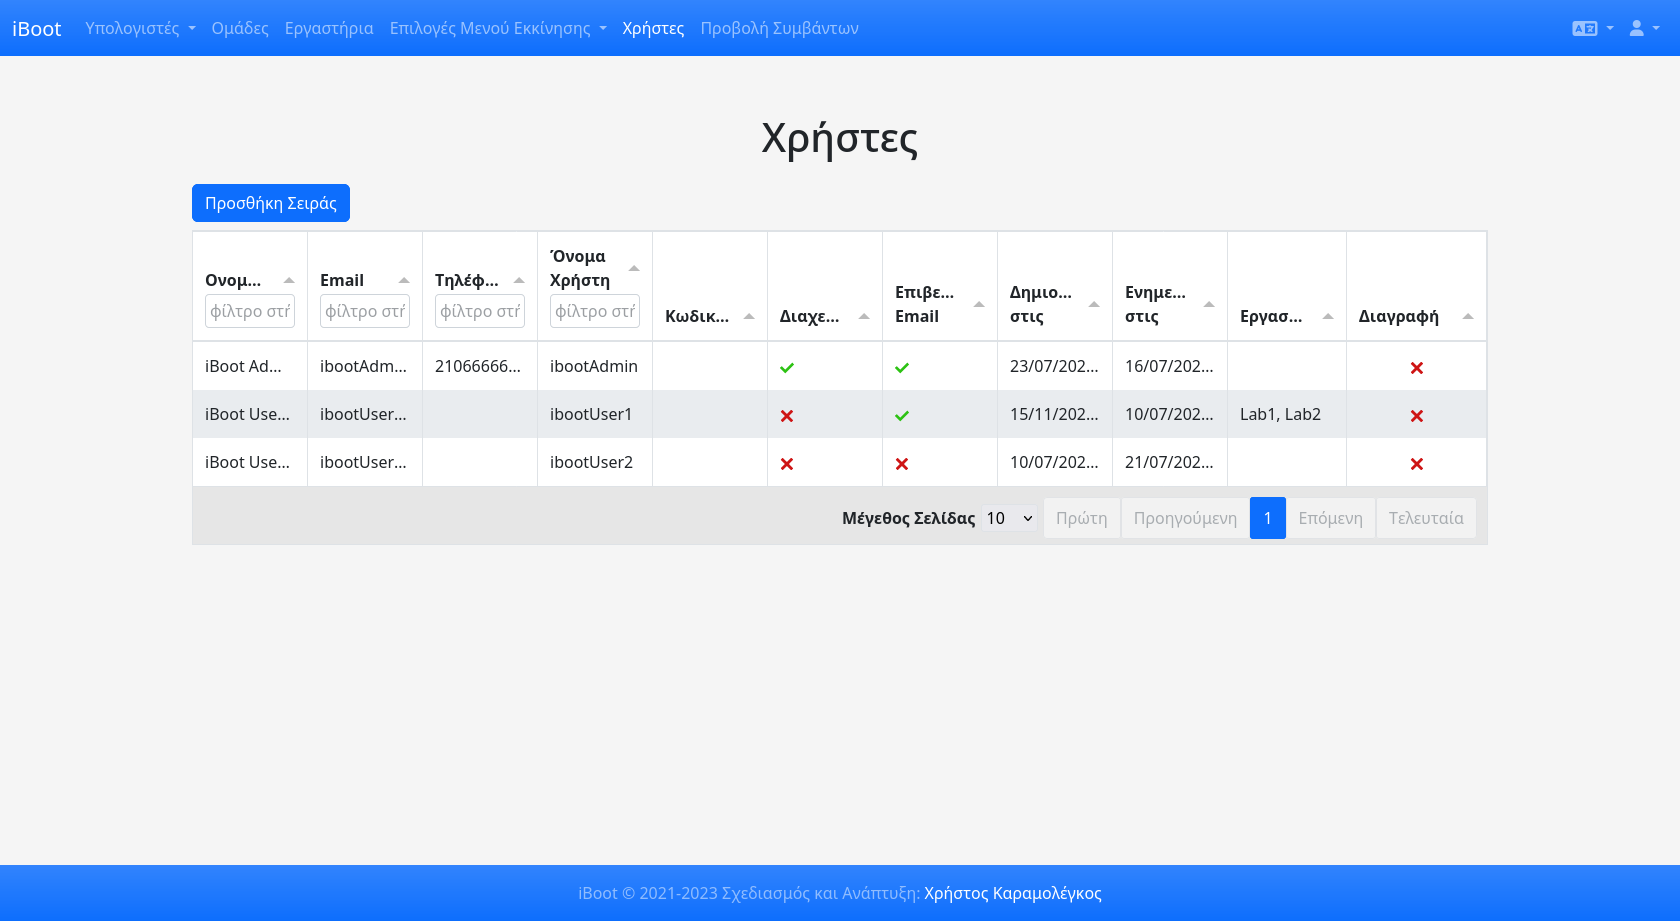 iBoot Υπολογιστές Ομάδες Εργαστήρια Επιλογές Μενού Εκκίνησης Χρήστες Προβολή Συμβάντων
Χρήστες
Προσθήκη Σειράς
Ονομ... Email Τηλέφ... Όνομα Χρήστη Κωδικ... Διαχε... Επιβε... Email Δημιο... στις Ενημε... στις Εργασ... Διαγραφή
φίλτρο στή φίλτρο στή φίλτρο στή φίλτρο στή
iBoot Ad... ibootAdm... 21066666... ibootAdmin 23/07/202... 16/07/202...
iBoot Use... ibootUser... ibootUser1 15/11/202... 10/07/202... Lab1, Lab2
iBoot Use... ibootUser... ibootUser2 10/07/202... 21/07/202...
Μέγεθος Σελίδας 10 Πρώτη Προηγούμενη 1 Επόμενη Τελευταία
iBoot © 2021-2023 Σχεδιασμός και Ανάπτυξη: Χρήστος Καραμολέγκος